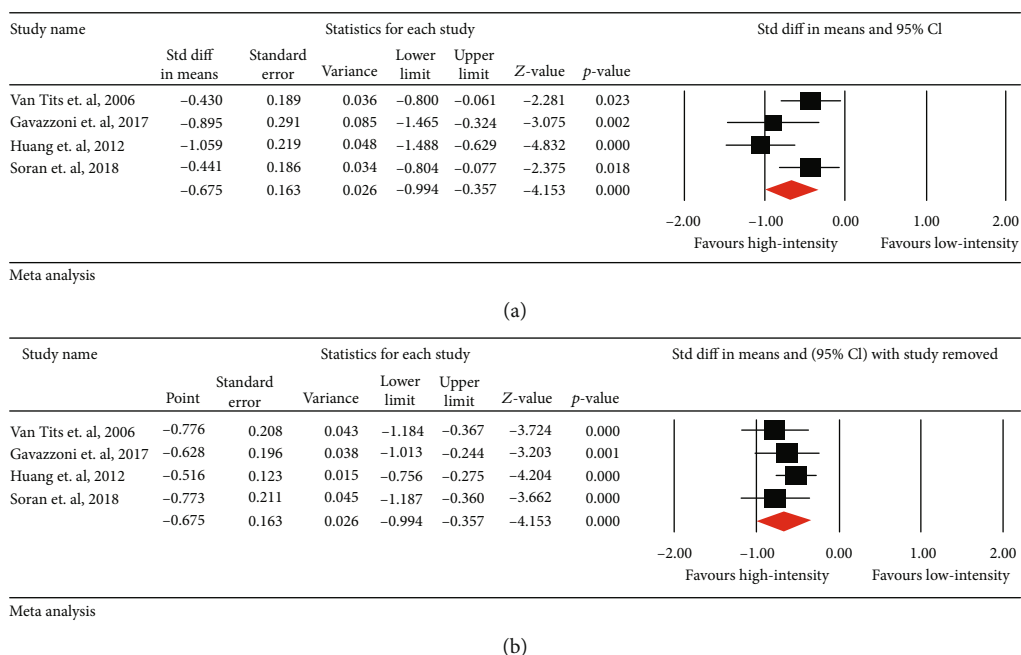 Study name Statistics for each study Std diff in means and 95% CI
Std diff in means Standard error Variance Lower limit Upper limit Z-value p-value
Van Tits et. al, 2006 −0.430 0.189 0.036 −0.800 −0.061 −2.281 0.023
Gavazzoni et. al, 2017 −0.895 0.291 0.085 −1.465 −0.324 −3.075 0.002
Huang et. al, 2012 −1.059 0.219 0.048 −1.488 −0.629 −4.832 0.000
Soran et. al, 2018 −0.441 0.186 0.034 −0.804 −0.077 −2.375 0.018
−0.675 0.163 0.026 −0.994 −0.357 −4.153 0.000
−2.00 −1.00 0.00 1.00 2.00
Favours high-intensity Favours low-intensity
Meta analysis
(a)
Study name Statistics for each study Std diff in means and (95% CI) with study removed
Point Standard error Variance Lower limit Upper limit Z-value p-value
Van Tits et. al, 2006 −0.776 0.208 0.043 −1.184 −0.367 −3.724 0.000
Gavazzoni et. al, 2017 −0.628 0.196 0.038 −1.013 −0.244 −3.203 0.001
Huang et. al, 2012 −0.516 0.123 0.015 −0.756 −0.275 −4.204 0.000
Soran et. al, 2018 −0.773 0.211 0.045 −1.187 −0.360 −3.662 0.000
−0.675 0.163 0.026 −0.994 −0.357 −4.153 0.000
−2.00 −1.00 0.00 1.00 2.00
Favours high-intensity Favours low-intensity
Meta analysis
(b)